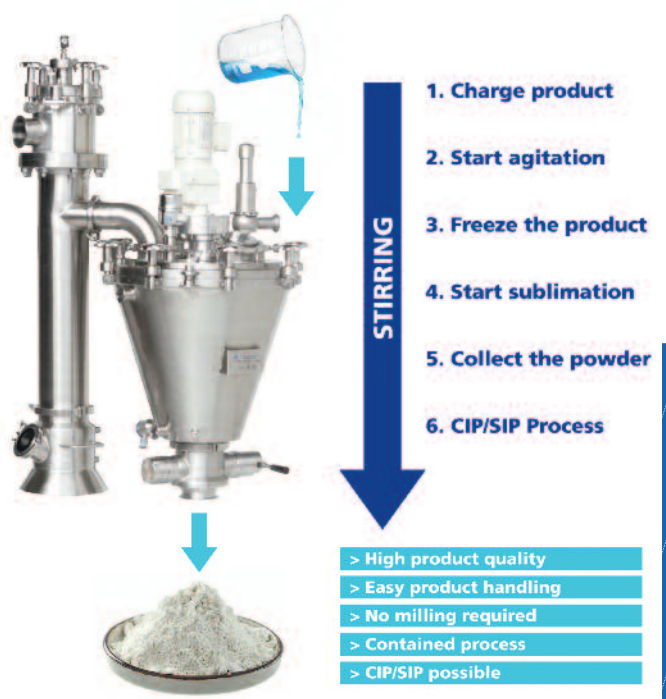 1. Charge product
2. Start agitation
3. Freeze the product
4. Start sublimation
5. Collect the powder
6. CIP/SIP Process
STIRRING
> High product quality
> Easy product handling
> No milling required
> Contained process
> CIP/SIP possible